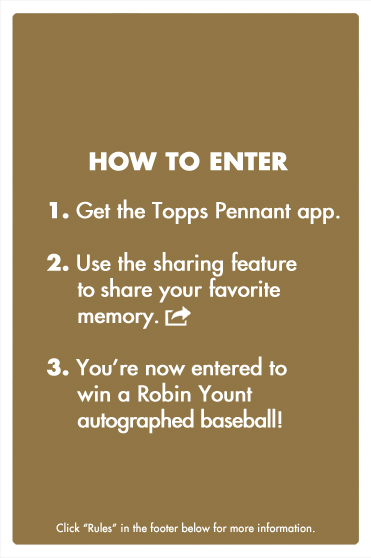 HOW TO ENTER
1. Get the Topps Pennant app.
2. Use the sharing feature
to share your favorite
memory.
3. You’re now entered to
win a Robin Yount
autographed baseball!
Click “Rules” in the footer below for more information.